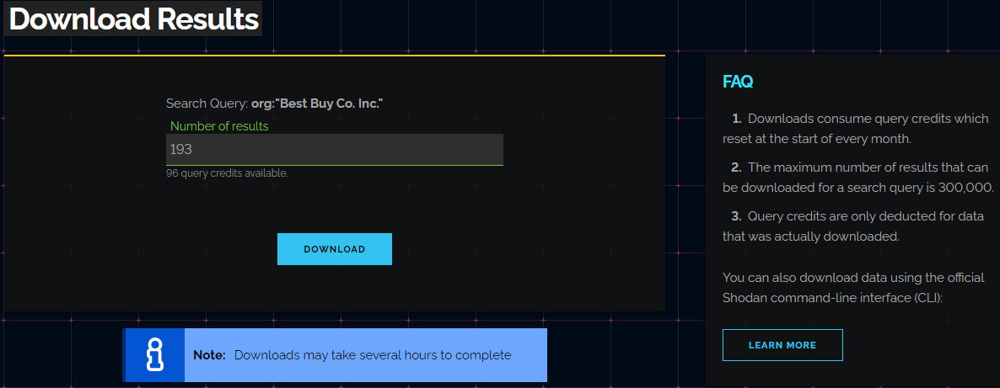 Download Results
Search Query: org:"Best Buy Co. Inc."
Number of results
193
96 query credits available.
DOWNLOAD
Note: Downloads may take several hours to complete
FAQ
1. Downloads consume query credits which
reset at the start of every month.
2. The maximum number of results that can
be downloaded for a search query is 300,000.
3. Query credits are only deducted for data
that was actually downloaded.
You can also download data using the official
Shodan command-line interface (CLI):
LEARN MORE